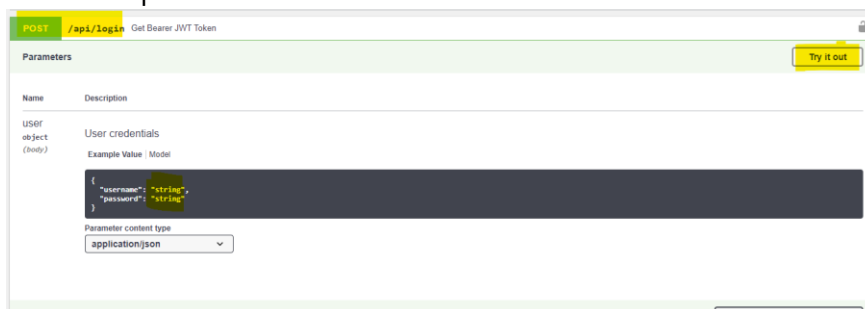 POST /api/login Get Bearer JWT Token
Parameters
Try it out
Name Description
user
object
(body)
User credentials
Example Value | Model
{
"username": "string",
"password": "string"
}
Parameter content type
application/json